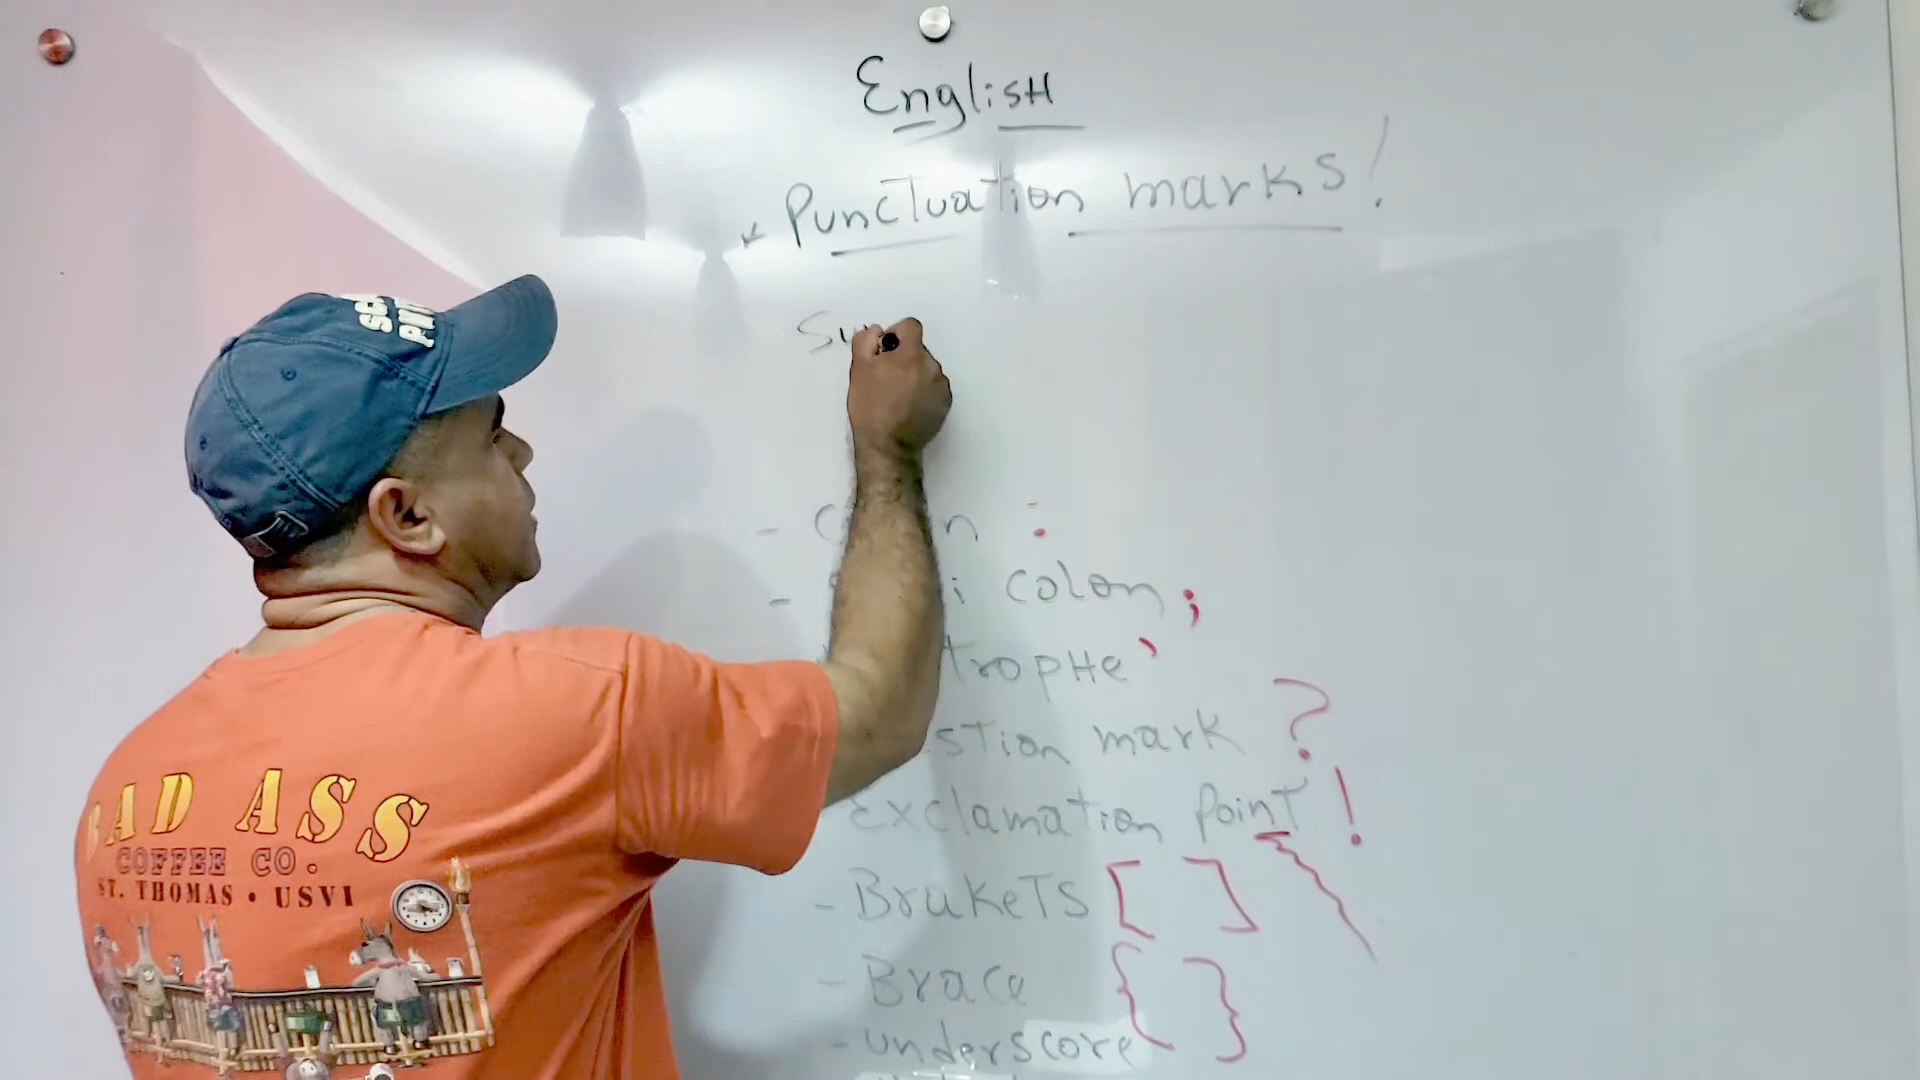 English
Punctuation marks!
Su
- C n :
- i colon ;
trophe '
stion mark ?
Exclamation point !
- Brakets [ ]
- Brace { }
- underscore
BAD ASS
COFFEE CO.
ST. THOMAS • USVI